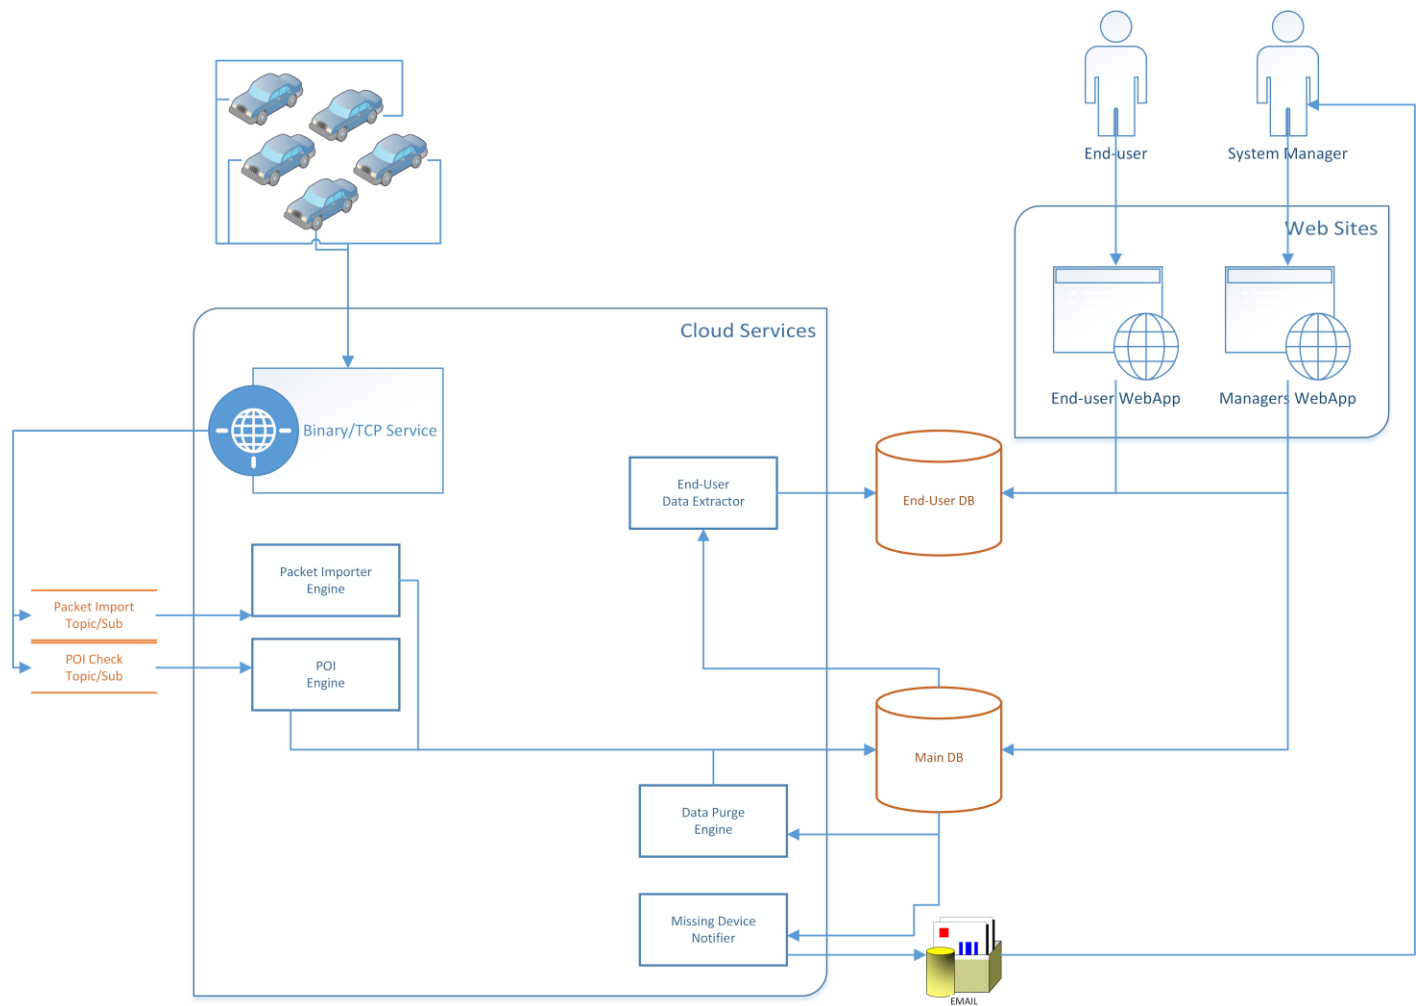 End-user
System Manager
Web Sites
End-user WebApp
Managers WebApp
Cloud Services
Binary/TCP Service
End-User
Data Extractor
End-User DB
Packet Importer
Engine
Packet Import
Topic/Sub
POI Check
Topic/Sub
POI
Engine
Main DB
Data Purge
Engine
Missing Device
Notifier
EMAIL